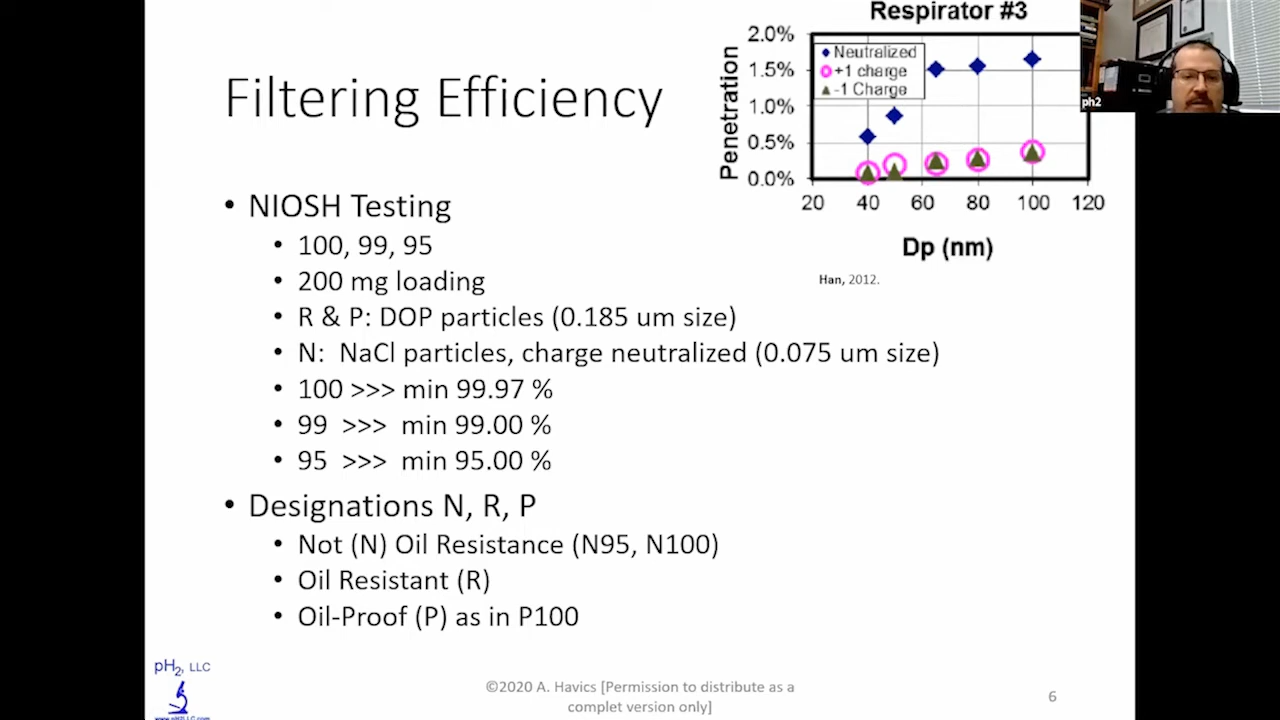 Respirator #3
2.0%
Neutralized
+1 charge
-1 Charge
1.5%
1.0%
0.5%
0.0%
Penetration
20 40 60 80 100 120
Dp (nm)
Han, 2012.
ph2
Filtering Efficiency
• NIOSH Testing
• 100, 99, 95
• 200 mg loading
• R & P: DOP particles (0.185 um size)
• N: NaCl particles, charge neutralized (0.075 um size)
• 100 >>> min 99.97 %
• 99 >>> min 99.00 %
• 95 >>> min 95.00 %
• Designations N, R, P
• Not (N) Oil Resistance (N95, N100)
• Oil Resistant (R)
• Oil-Proof (P) as in P100
pH2, LLC
©2020 A. Havics [Permission to distribute as a
complet version only]
6